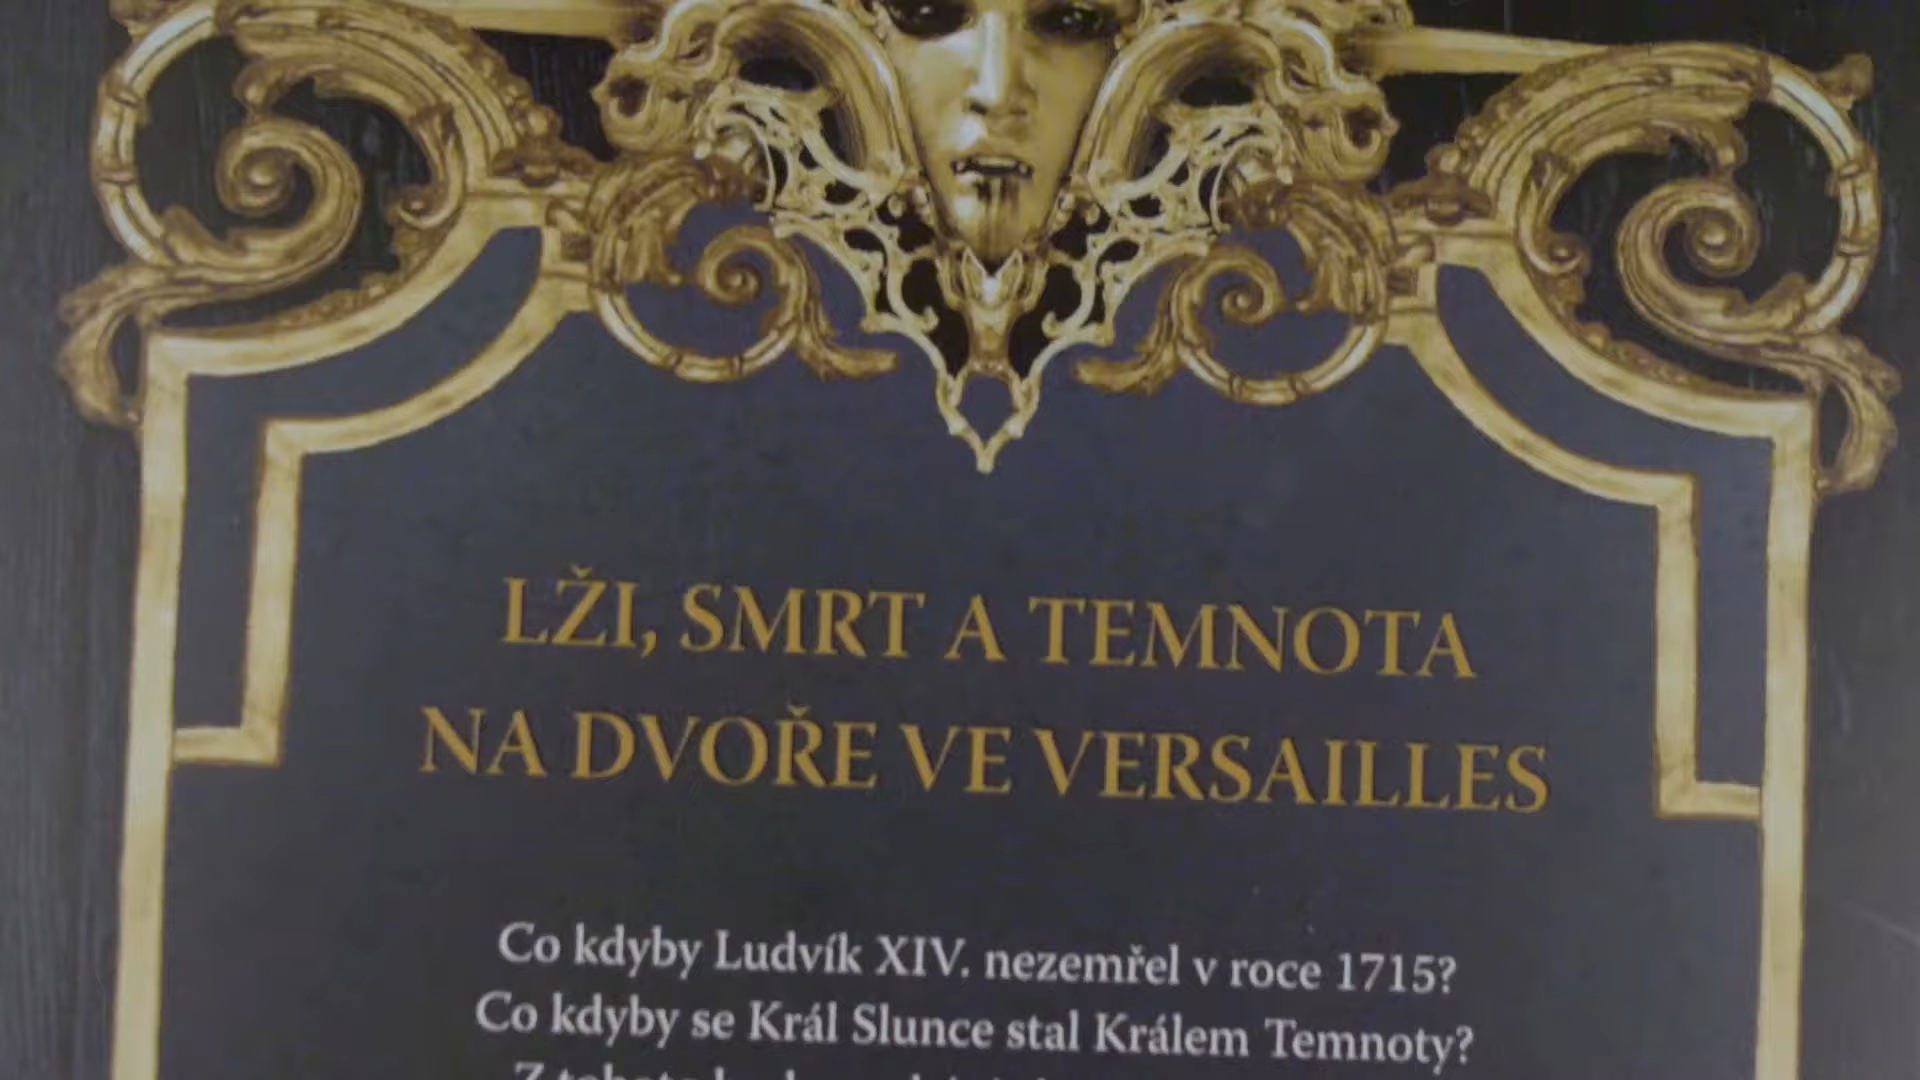 LŽI, SMRT A TEMNOTA
NA DVOŘE VE VERSAILLES
Co kdyby Ludvík XIV. nezemřel v roce 1715?
Co kdyby se Král Slunce stal Králem Temnoty?